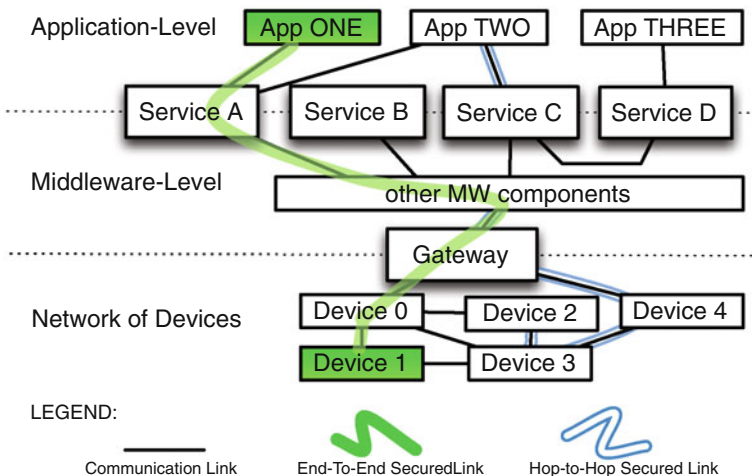 Application-Level
App ONE
App TWO
App THREE
Service A
Service B
Service C
Service D
Middleware-Level
other MW components
Gateway
Network of Devices
Device 0
Device 2
Device 4
Device 1
Device 3
LEGEND:
Communication Link
End-To-End SecuredLink
Hop-to-Hop Secured Link